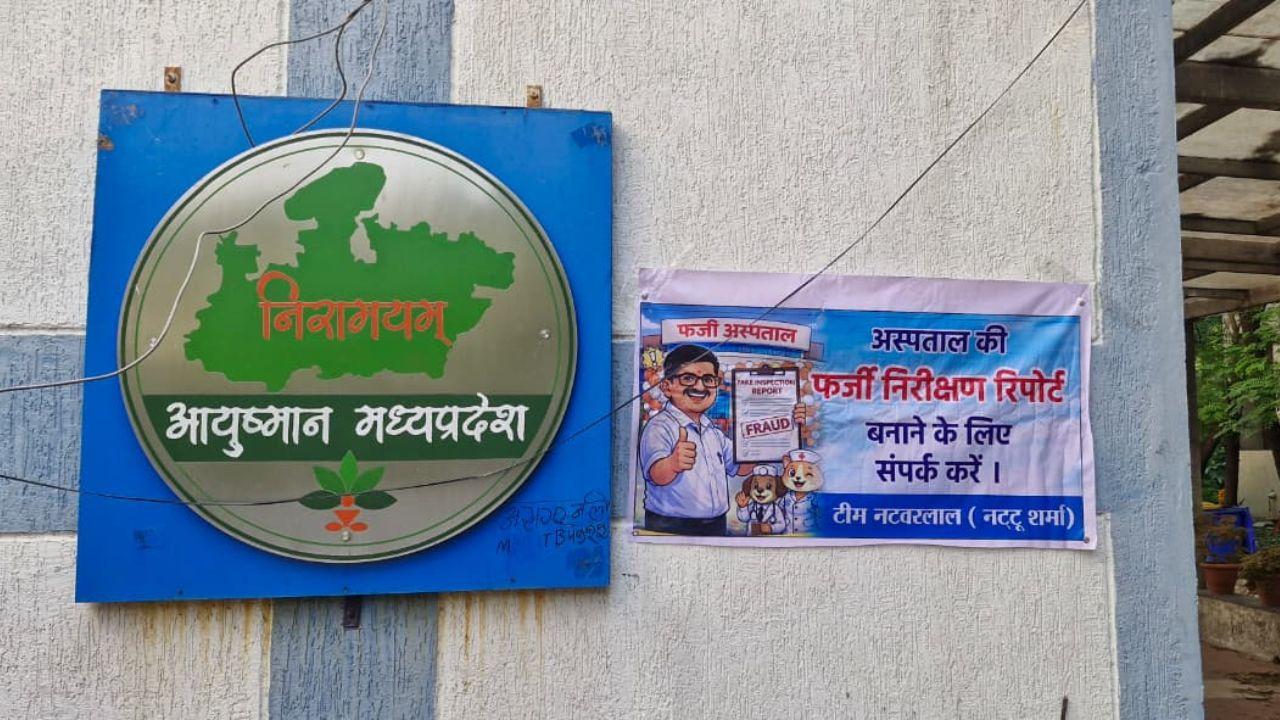 निरामयम्
आयुष्मान मध्यप्रदेश
फर्जी अस्पताल
FAKE INSPECTION
REPORT
FRAUD
अस्पताल की
फर्जी निरीक्षण रिपोर्ट
बनाने के लिए
संपर्क करें ।
टीम नटवरलाल ( नट्टू शर्मा)